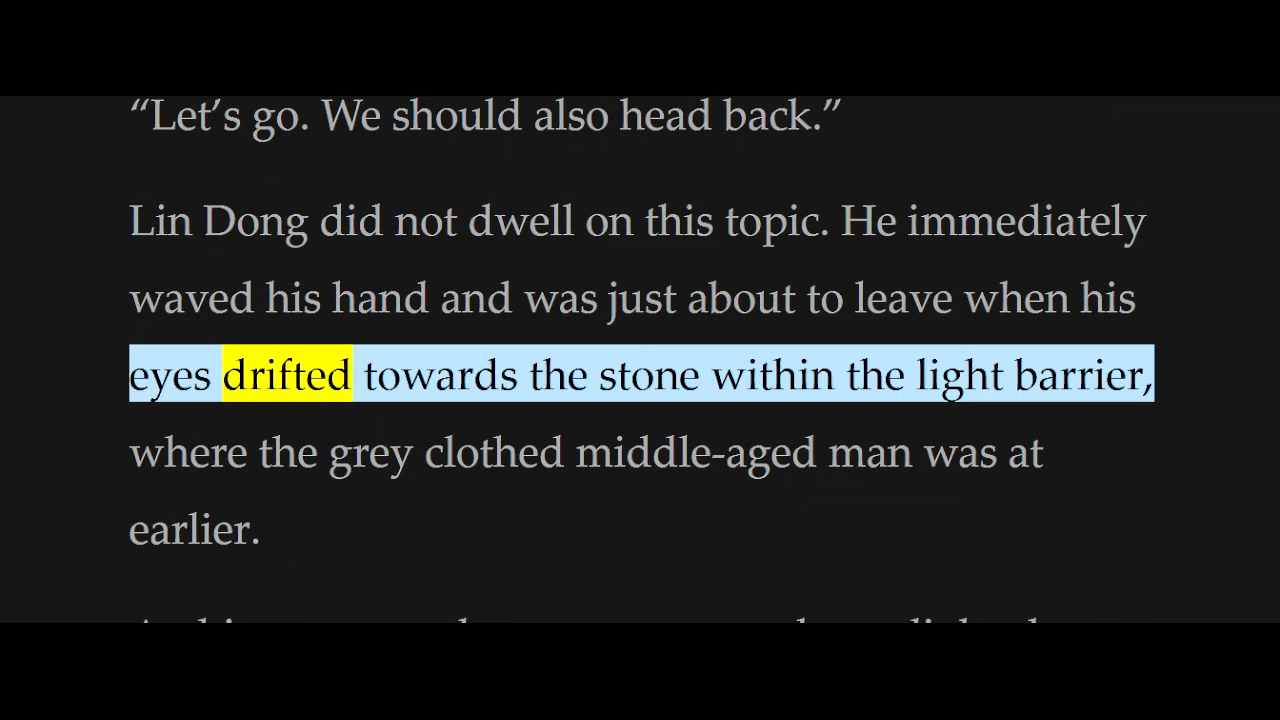 “Let’s go. We should also head back.”
Lin Dong did not dwell on this topic. He immediately
waved his hand and was just about to leave when his
eyes drifted towards the stone within the light barrier,
where the grey clothed middle-aged man was at
earlier.